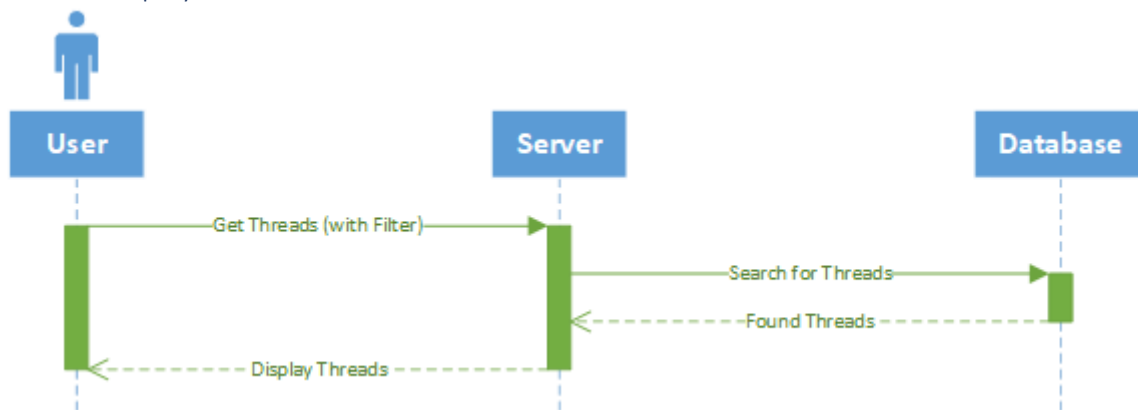 User
Server
Database
Get Threads (with Filter)
Search for Threads
Found Threads
Display Threads